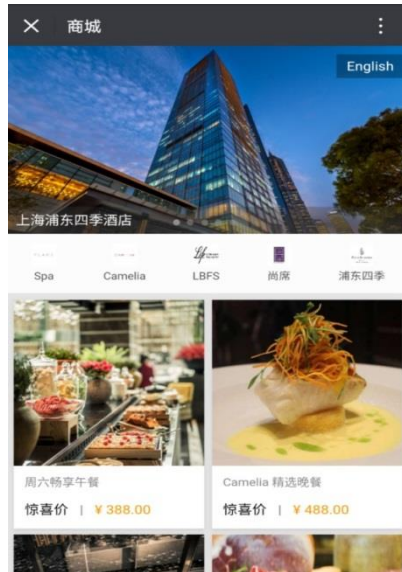 商城
English
上海浦东四季酒店
Spa
Camelia
LBFS
尚席
浦东四季
周六畅享午餐
惊喜价 | ¥ 388.00
Camelia 精选晚餐
惊喜价 | ¥ 488.00